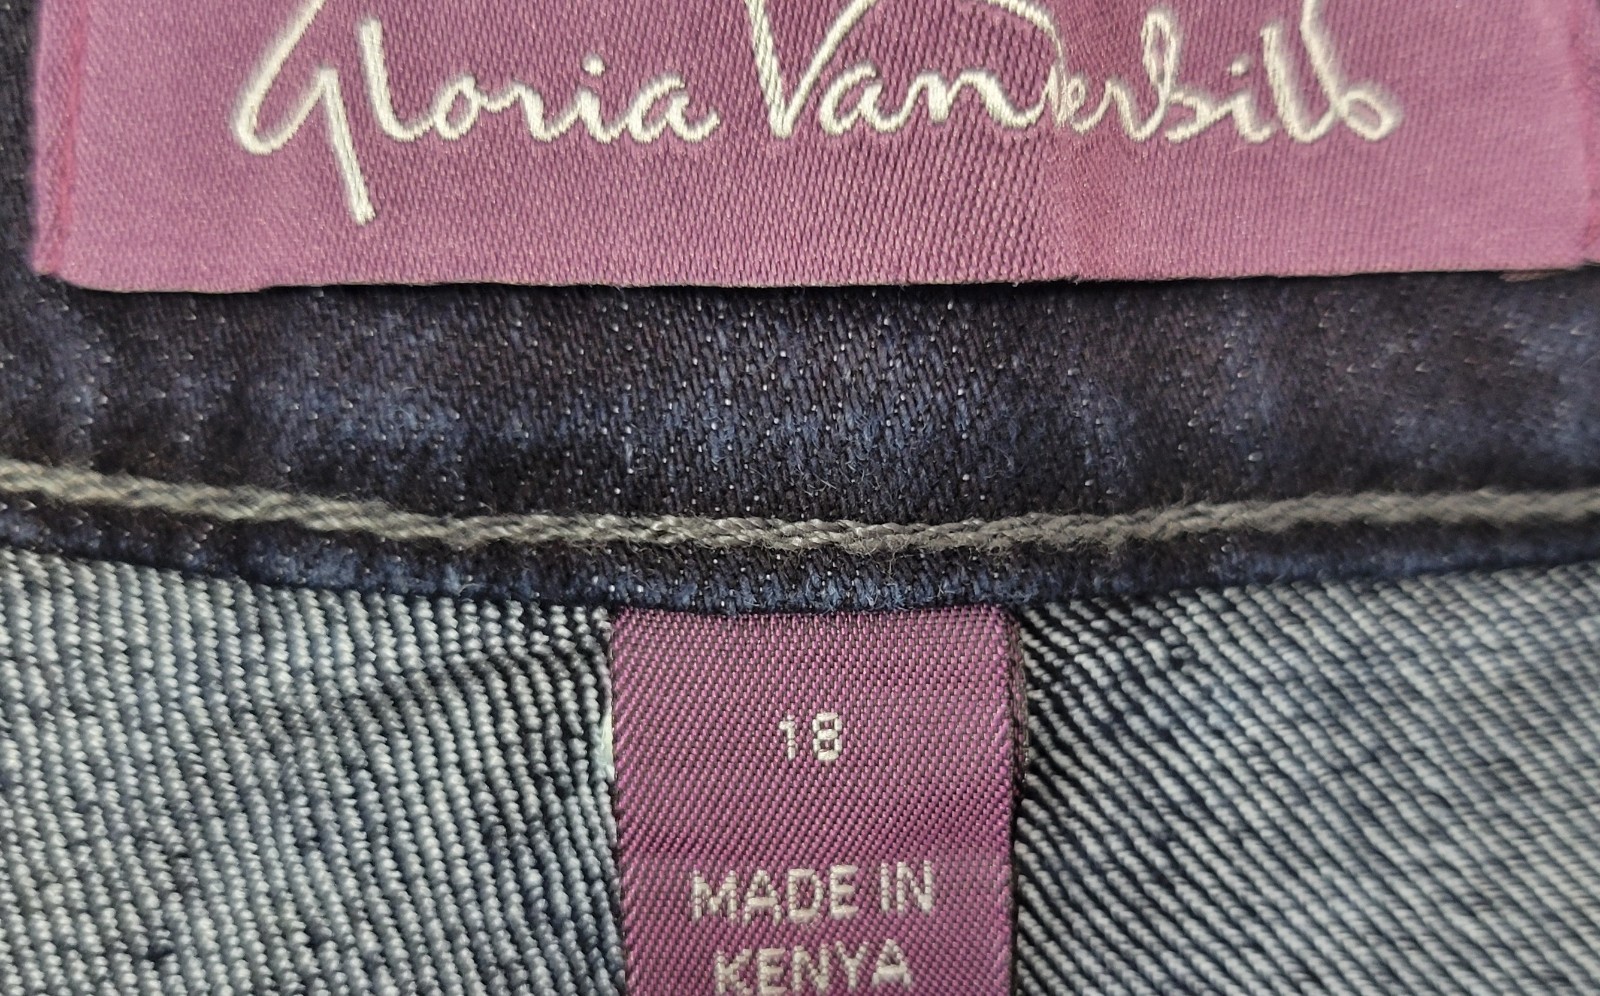 Gloria Vanderbilt
18
MADE IN
KENYA